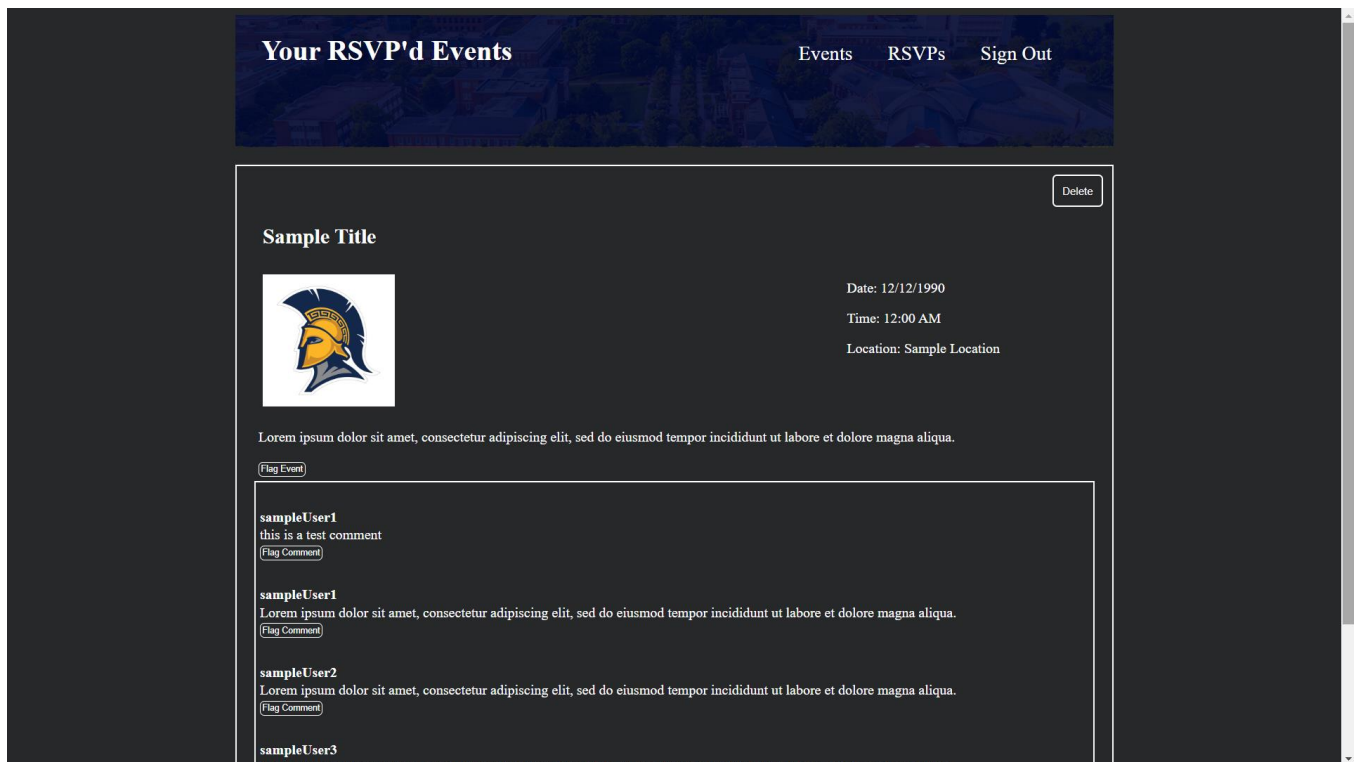 Your RSVP'd Events
Events RSVPs Sign Out
Delete
Sample Title
Date: 12/12/1990
Time: 12:00 AM
Location: Sample Location
Lorem ipsum dolor sit amet, consectetur adipiscing elit, sed do eiusmod tempor incididunt ut labore et dolore magna aliqua.
Flag Event
sampleUser1
this is a test comment
Flag Comment
sampleUser1
Lorem ipsum dolor sit amet, consectetur adipiscing elit, sed do eiusmod tempor incididunt ut labore et dolore magna aliqua.
Flag Comment
sampleUser2
Lorem ipsum dolor sit amet, consectetur adipiscing elit, sed do eiusmod tempor incididunt ut labore et dolore magna aliqua.
Flag Comment
sampleUser3